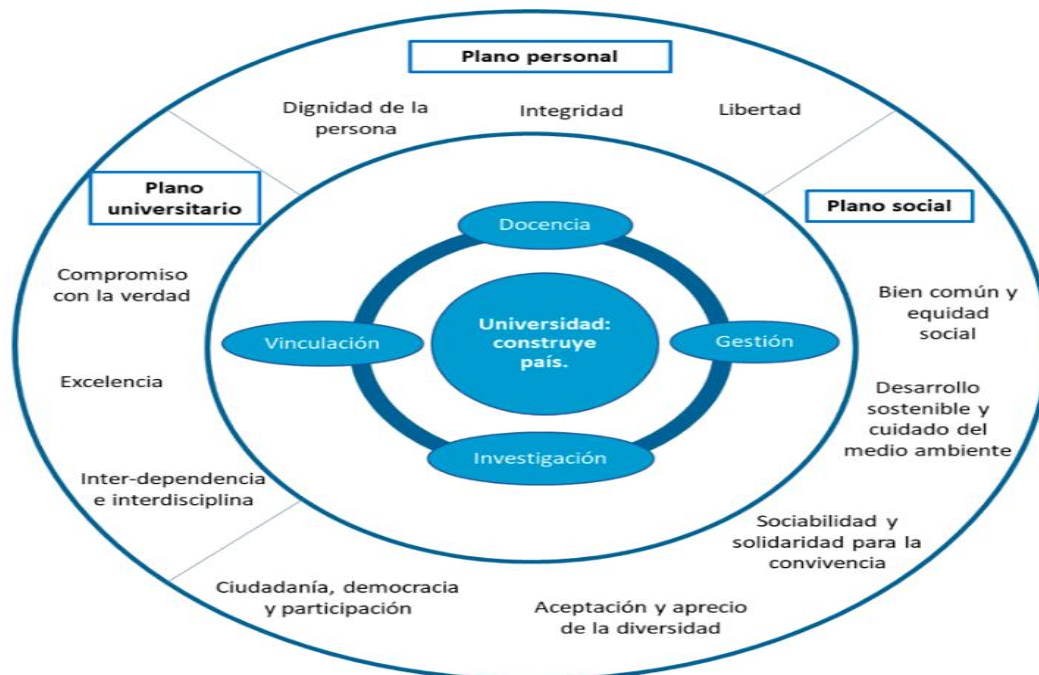 Plano personal
Dignidad de la
persona
Integridad
Libertad
Plano
universitario
Compromiso
con la verdad
Excelencia
Inter-dependencia
e interdisciplina
Plano social
Bien común y
equidad
social
Desarrollo
sostenible y
cuidado del
medio ambiente
Sociabilidad y
solidaridad para la
convivencia
Aceptación y aprecio
de la diversidad
Ciudadanía, democracia
y participación
Docencia
Vinculación
Universidad:
construye
país.
Gestión
Investigación